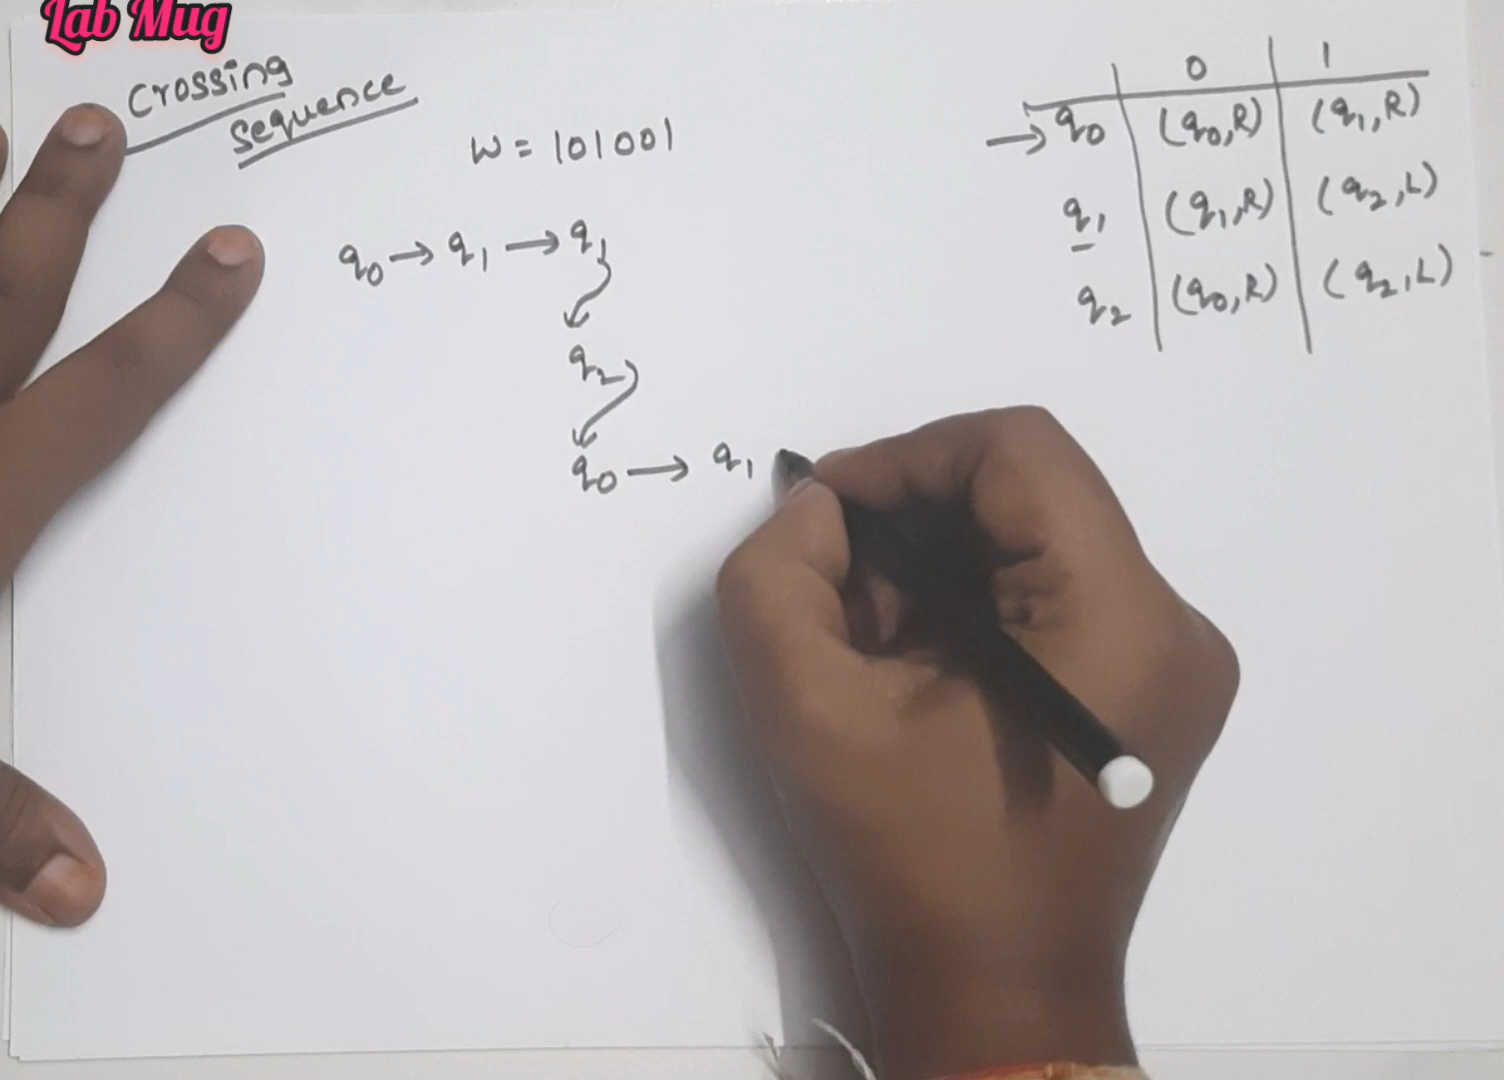 Lab Mug
Crossing
Sequence
W = 101001
q0 → q1 → q1
q2
q0 → q1
0 1
→ q0 (q0,R) (q1,R)
q1 (q1,R) (q2,L)
q2 (q0,R) (q2,L)